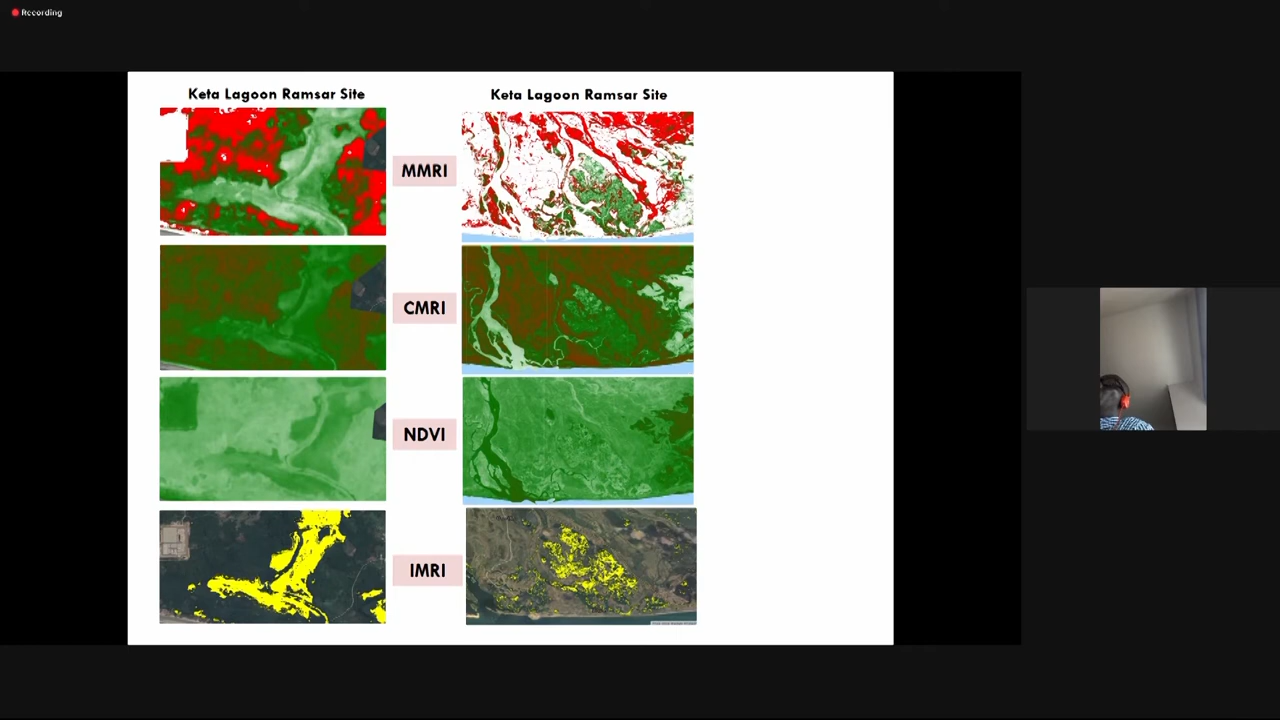 Recording
Keta Lagoon Ramsar Site
Keta Lagoon Ramsar Site
MMRI
CMRI
NDVI
IMRI